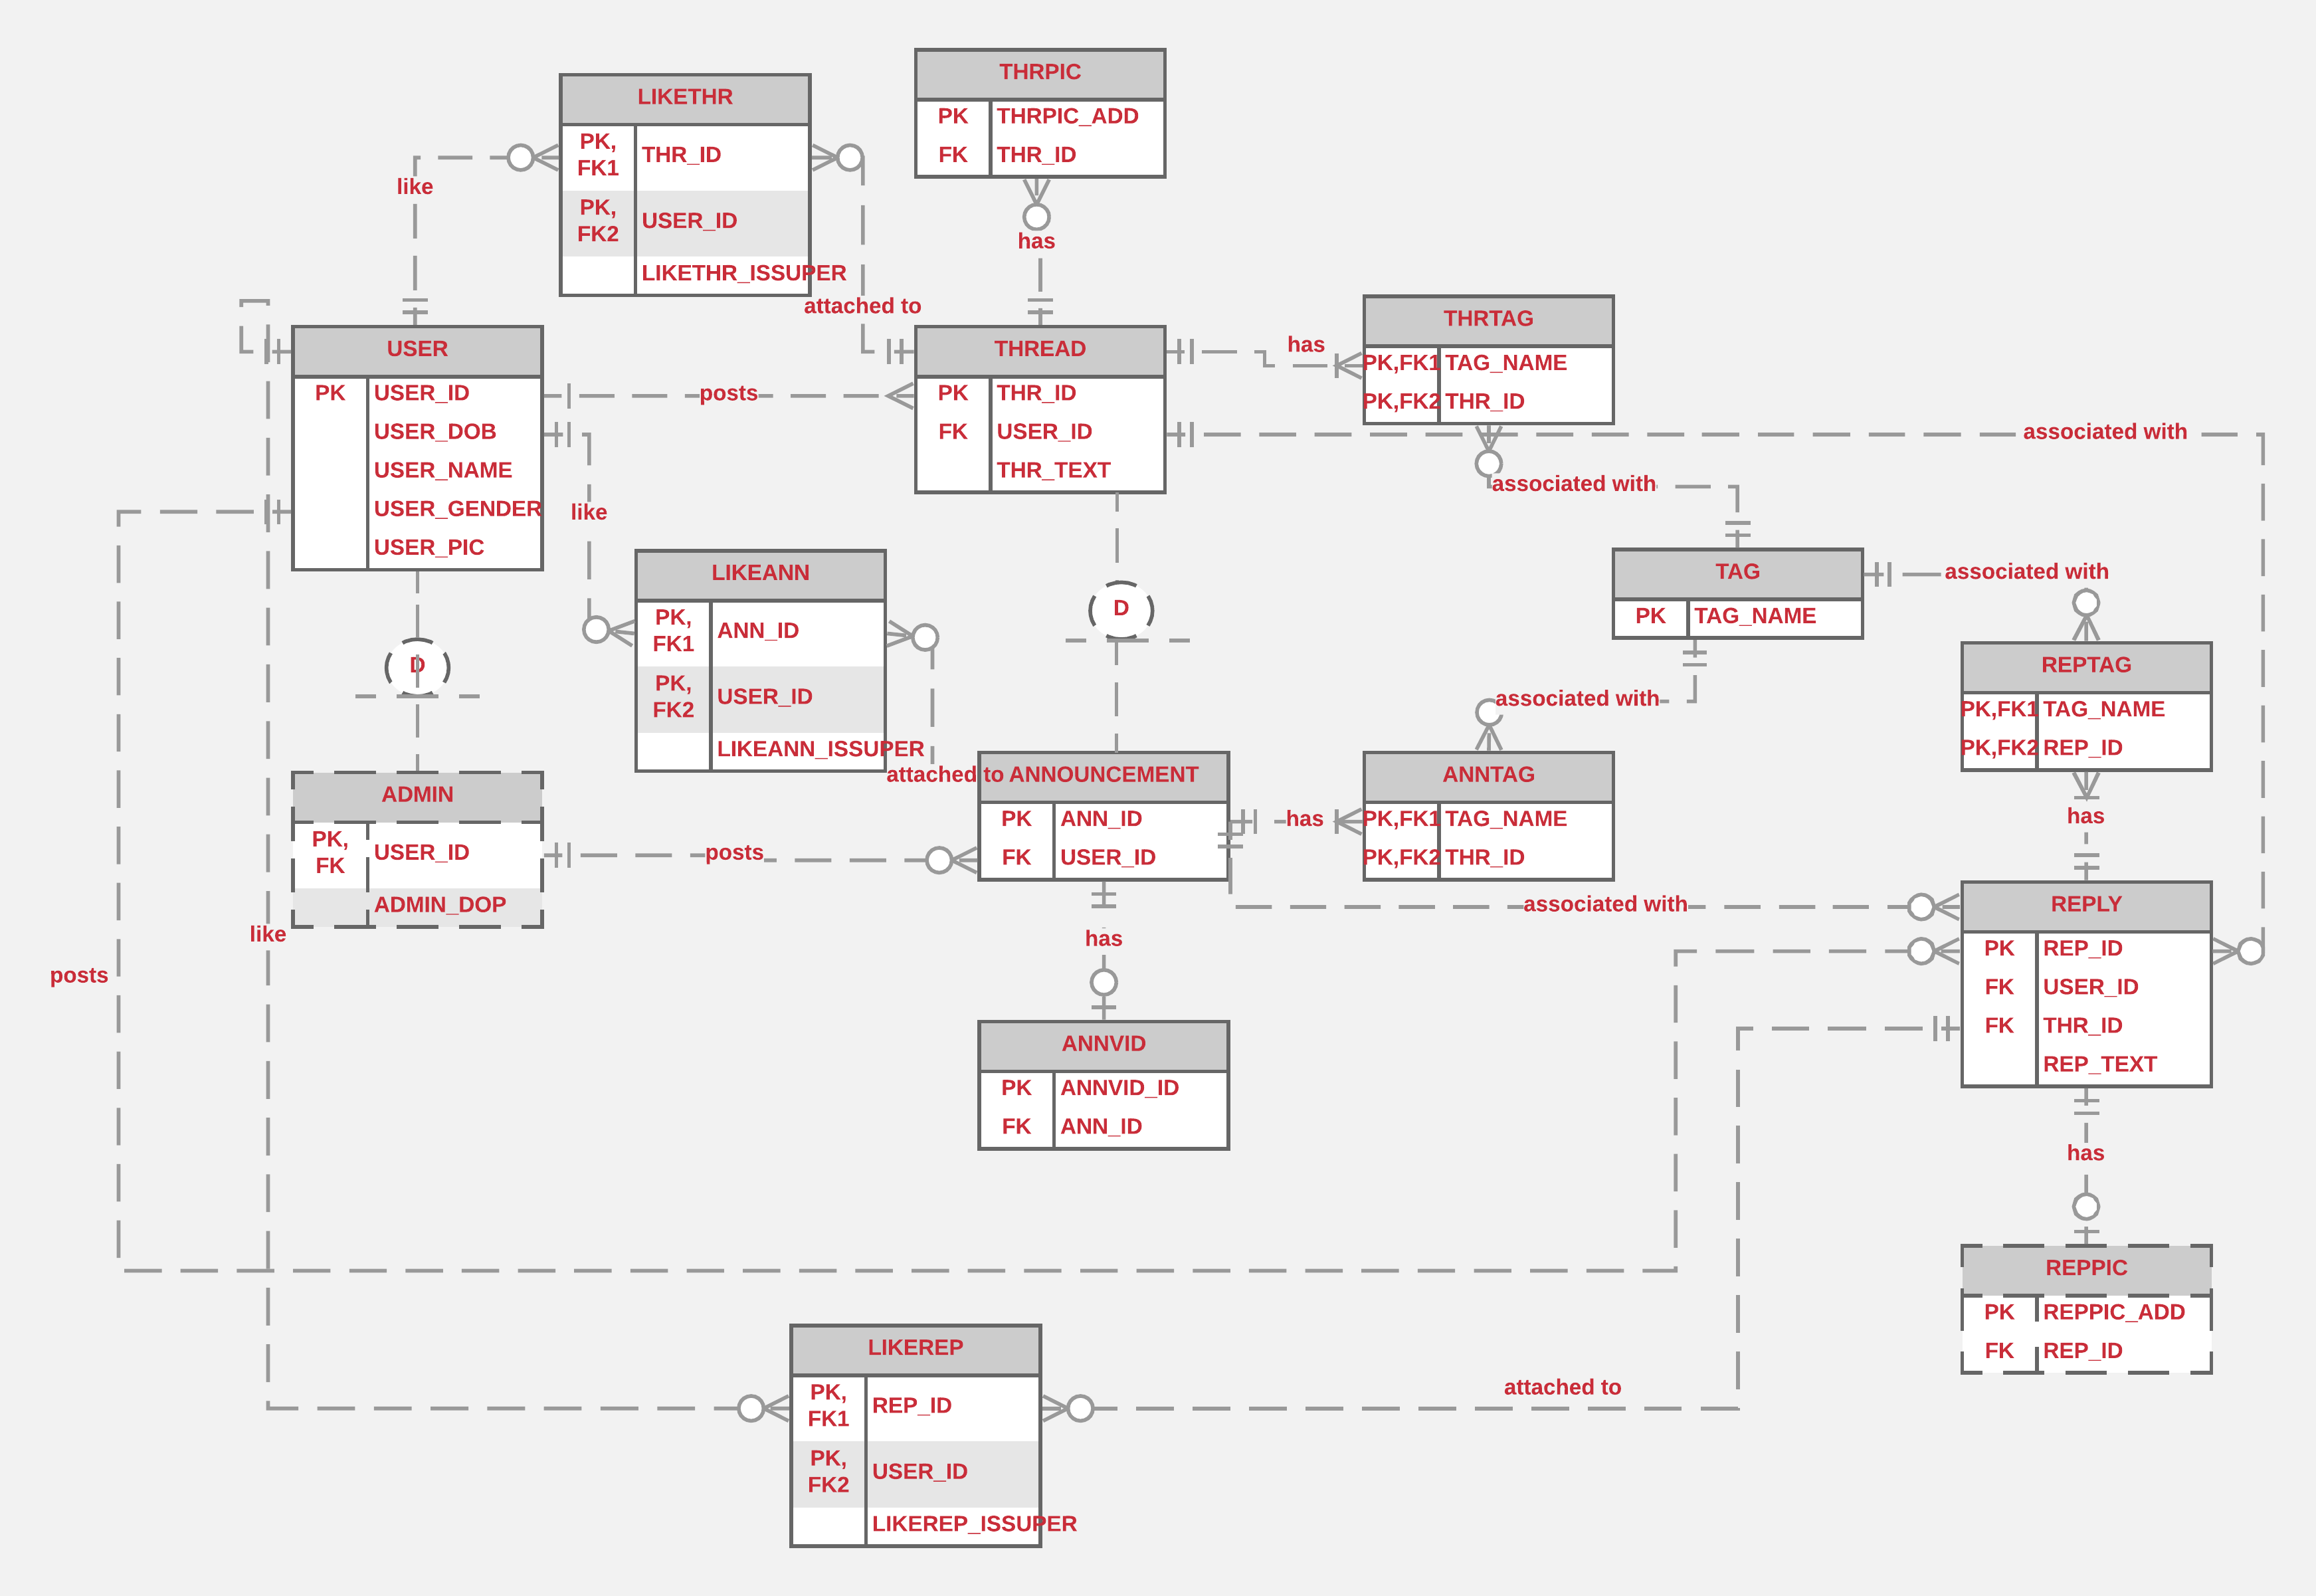 THRPIC
PK THRPIC_ADD
FK THR_ID
LIKETHR
PK,
FK1 THR_ID
PK,
FK2 USER_ID
LIKETHR_ISSUPER
like
has
attached to
USER
PK USER_ID
USER_DOB
USER_NAME
USER_GENDER
USER_PIC
posts
THREAD
PK THR_ID
FK USER_ID
THR_TEXT
has
THRTAG
PK,FK1 TAG_NAME
PK,FK2 THR_ID
associated with
associated with
like
LIKEANN
PK,
FK1 ANN_ID
PK,
FK2 USER_ID
LIKEANN_ISSUPER
D
D
TAG
PK TAG_NAME
associated with
associated with
REPTAG
PK,FK1 TAG_NAME
PK,FK2 REP_ID
has
ADMIN
PK,
FK USER_ID
ADMIN_DOP
posts
attached to
ANNOUNCEMENT
PK ANN_ID
FK USER_ID
has
ANNTAG
PK,FK1 TAG_NAME
PK,FK2 THR_ID
associated with
like
posts
has
ANNVID
PK ANNVID_ID
FK ANN_ID
REPLY
PK REP_ID
FK USER_ID
FK THR_ID
REP_TEXT
has
REPPIC
PK REPPIC_ADD
FK REP_ID
LIKEREP
PK,
FK1 REP_ID
PK,
FK2 USER_ID
LIKEREP_ISSUPER
attached to